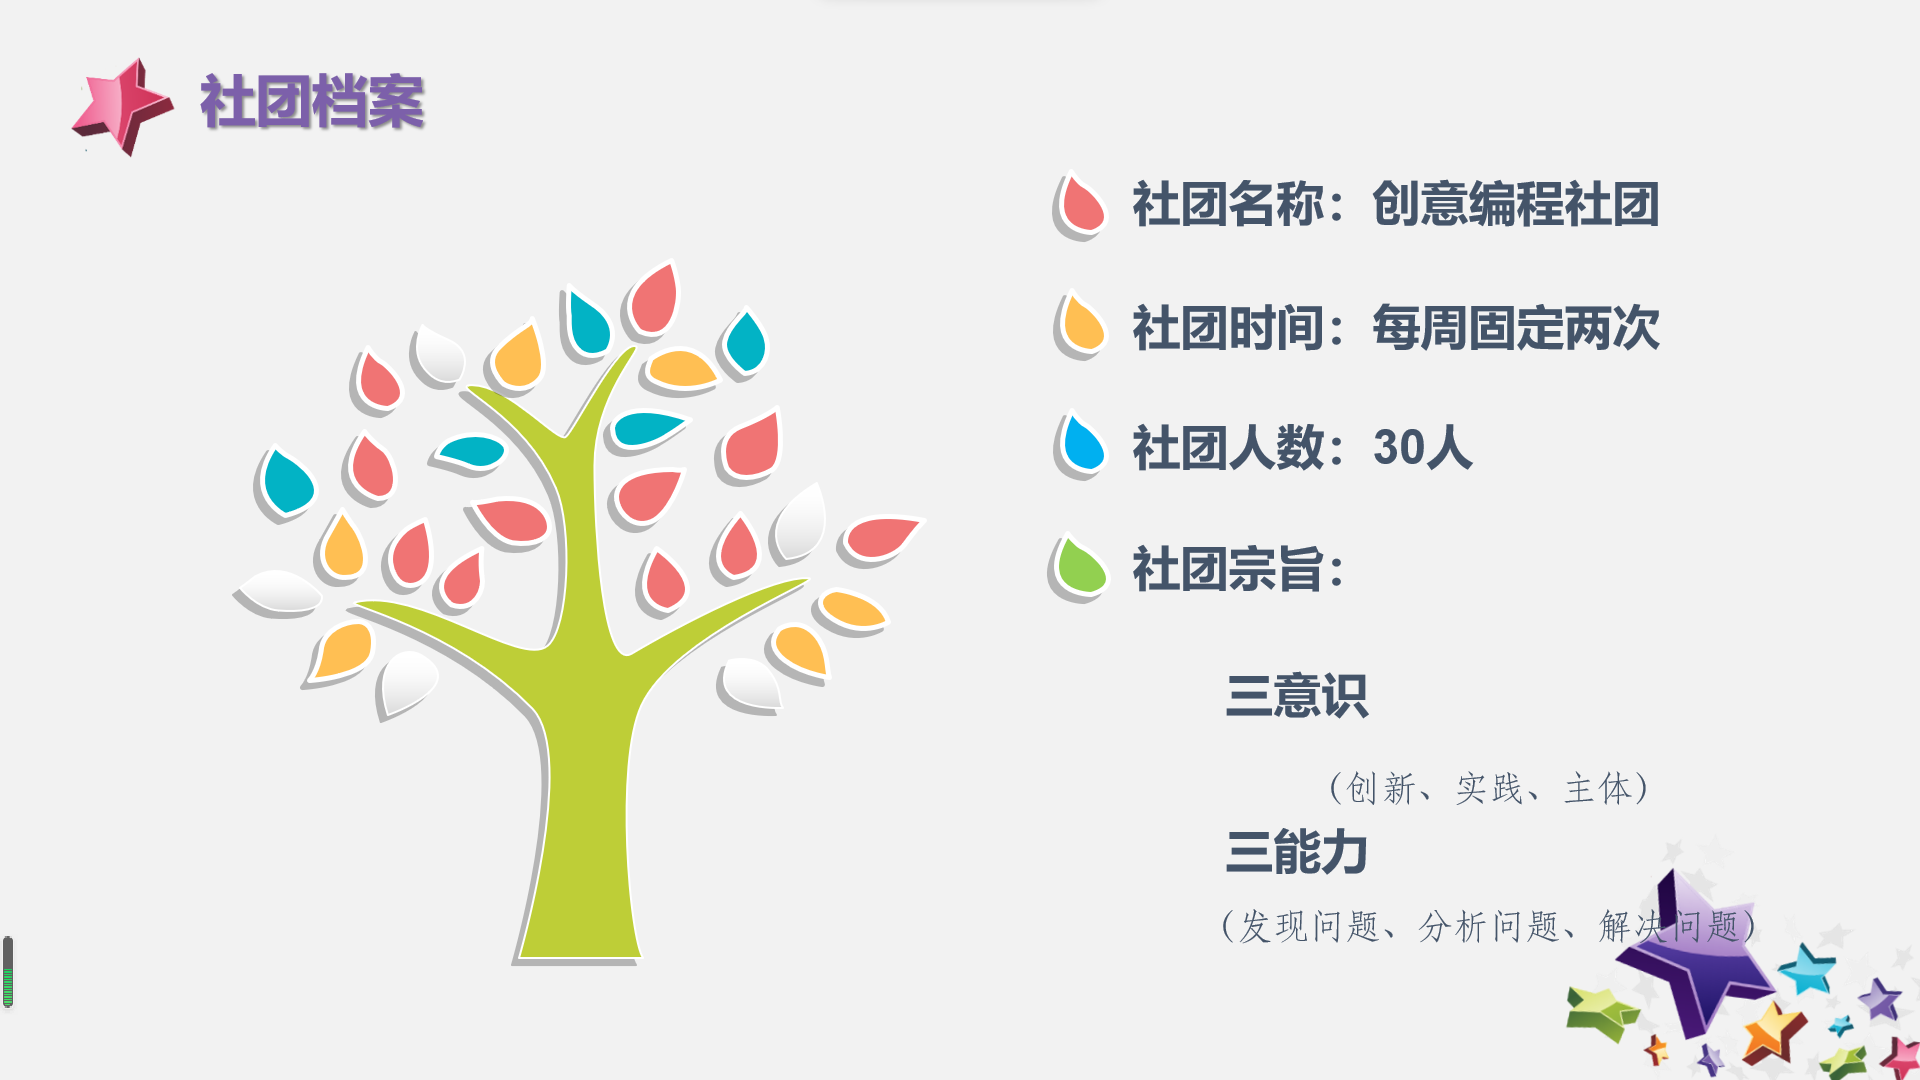 社团档案
社团名称：创意编程社团
社团时间：每周固定两次
社团人数：30人
社团宗旨：
三意识
（创新、实践、主体）
三能力
（发现问题、分析问题、解决问题）